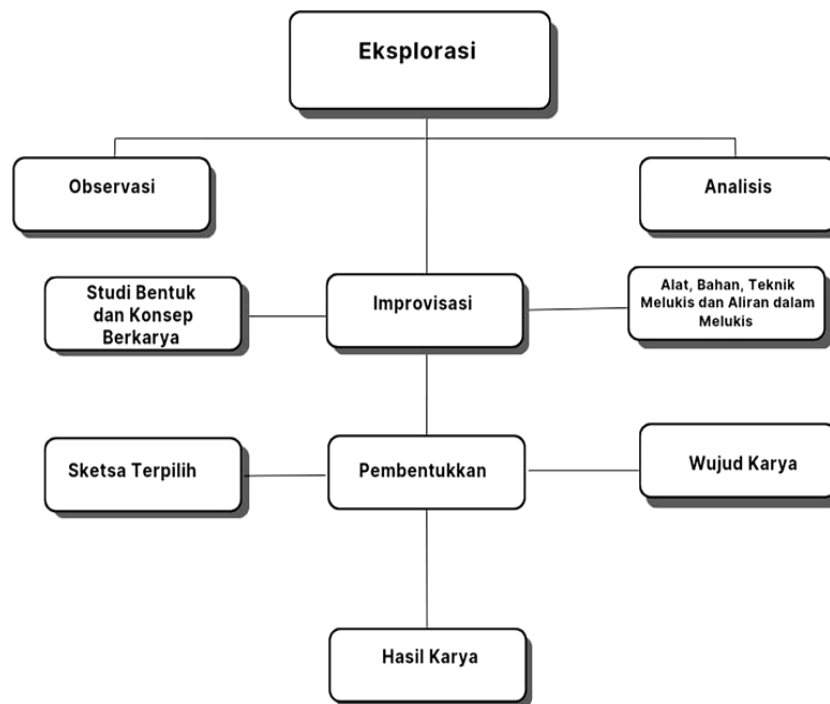 Eksplorasi
Observasi
Analisis
Studi Bentuk
dan Konsep
Berkarya
Improvisasi
Alat, Bahan, Teknik
Melukis dan Aliran dalam
Melukis
Sketsa Terpilih
Pembentukkan
Wujud Karya
Hasil Karya